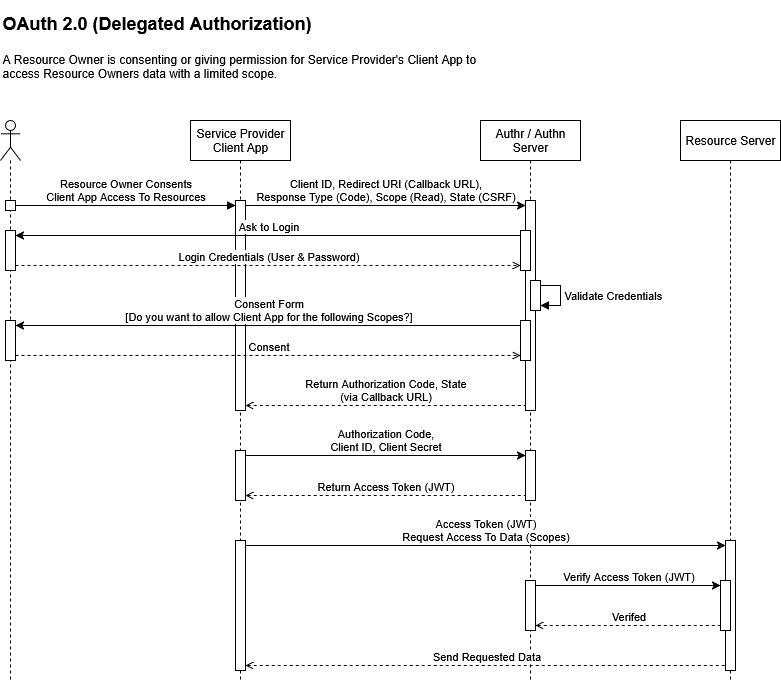 OAuth 2.0 (Delegated Authorization)
A Resource Owner is consenting or giving permission for Service Provider's Client App to
access Resource Owners data with a limited scope.
Service Provider
Client App
Authr / Authn
Server
Resource Server
Resource Owner Consents
Client App Access To Resources
Client ID, Redirect URI (Callback URL),
Response Type (Code), Scope (Read), State (CSRF)
Ask to Login
Login Credentials (User & Password)
Validate Credentials
Consent Form
[Do you want to allow Client App for the following Scopes?]
Consent
Return Authorization Code, State
(via Callback URL)
Authorization Code,
Client ID, Client Secret
Return Access Token (JWT)
Access Token (JWT)
Request Access To Data (Scopes)
Verify Access Token (JWT)
Verifed
Send Requested Data